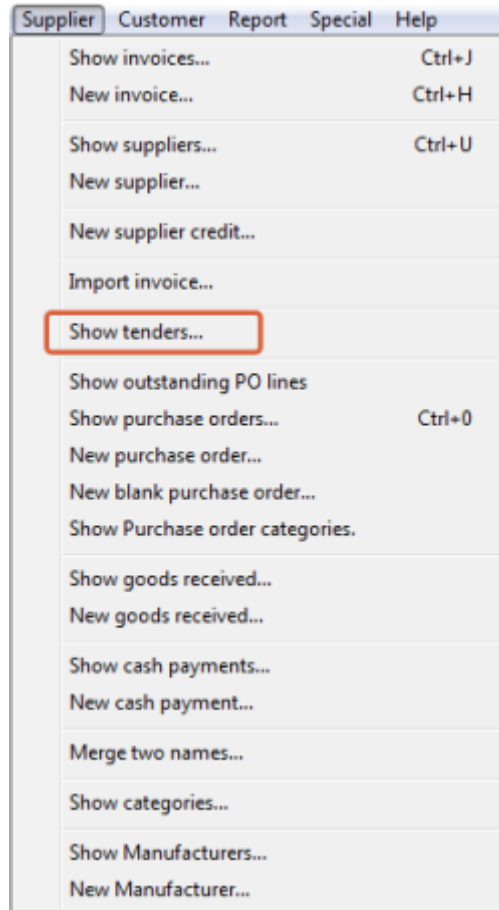 Supplier Customer Report Special Help
Show invoices... Ctrl+J
New invoice... Ctrl+H
Show suppliers... Ctrl+U
New supplier...
New supplier credit...
Import invoice...
Show tenders...
Show outstanding PO lines
Show purchase orders... Ctrl+0
New purchase order...
New blank purchase order...
Show Purchase order categories.
Show goods received...
New goods received...
Show cash payments...
New cash payment...
Merge two names...
Show categories...
Show Manufacturers...
New Manufacturer...